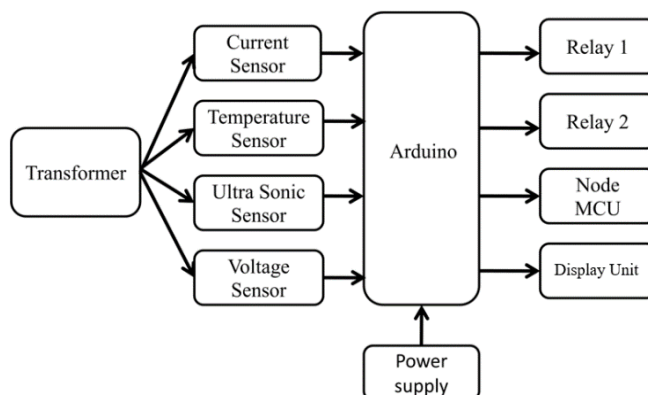 Transformer
Current
Sensor
Temperature
Sensor
Ultra Sonic
Sensor
Voltage
Sensor
Arduino
Power
supply
Relay 1
Relay 2
Node
MCU
Display Unit